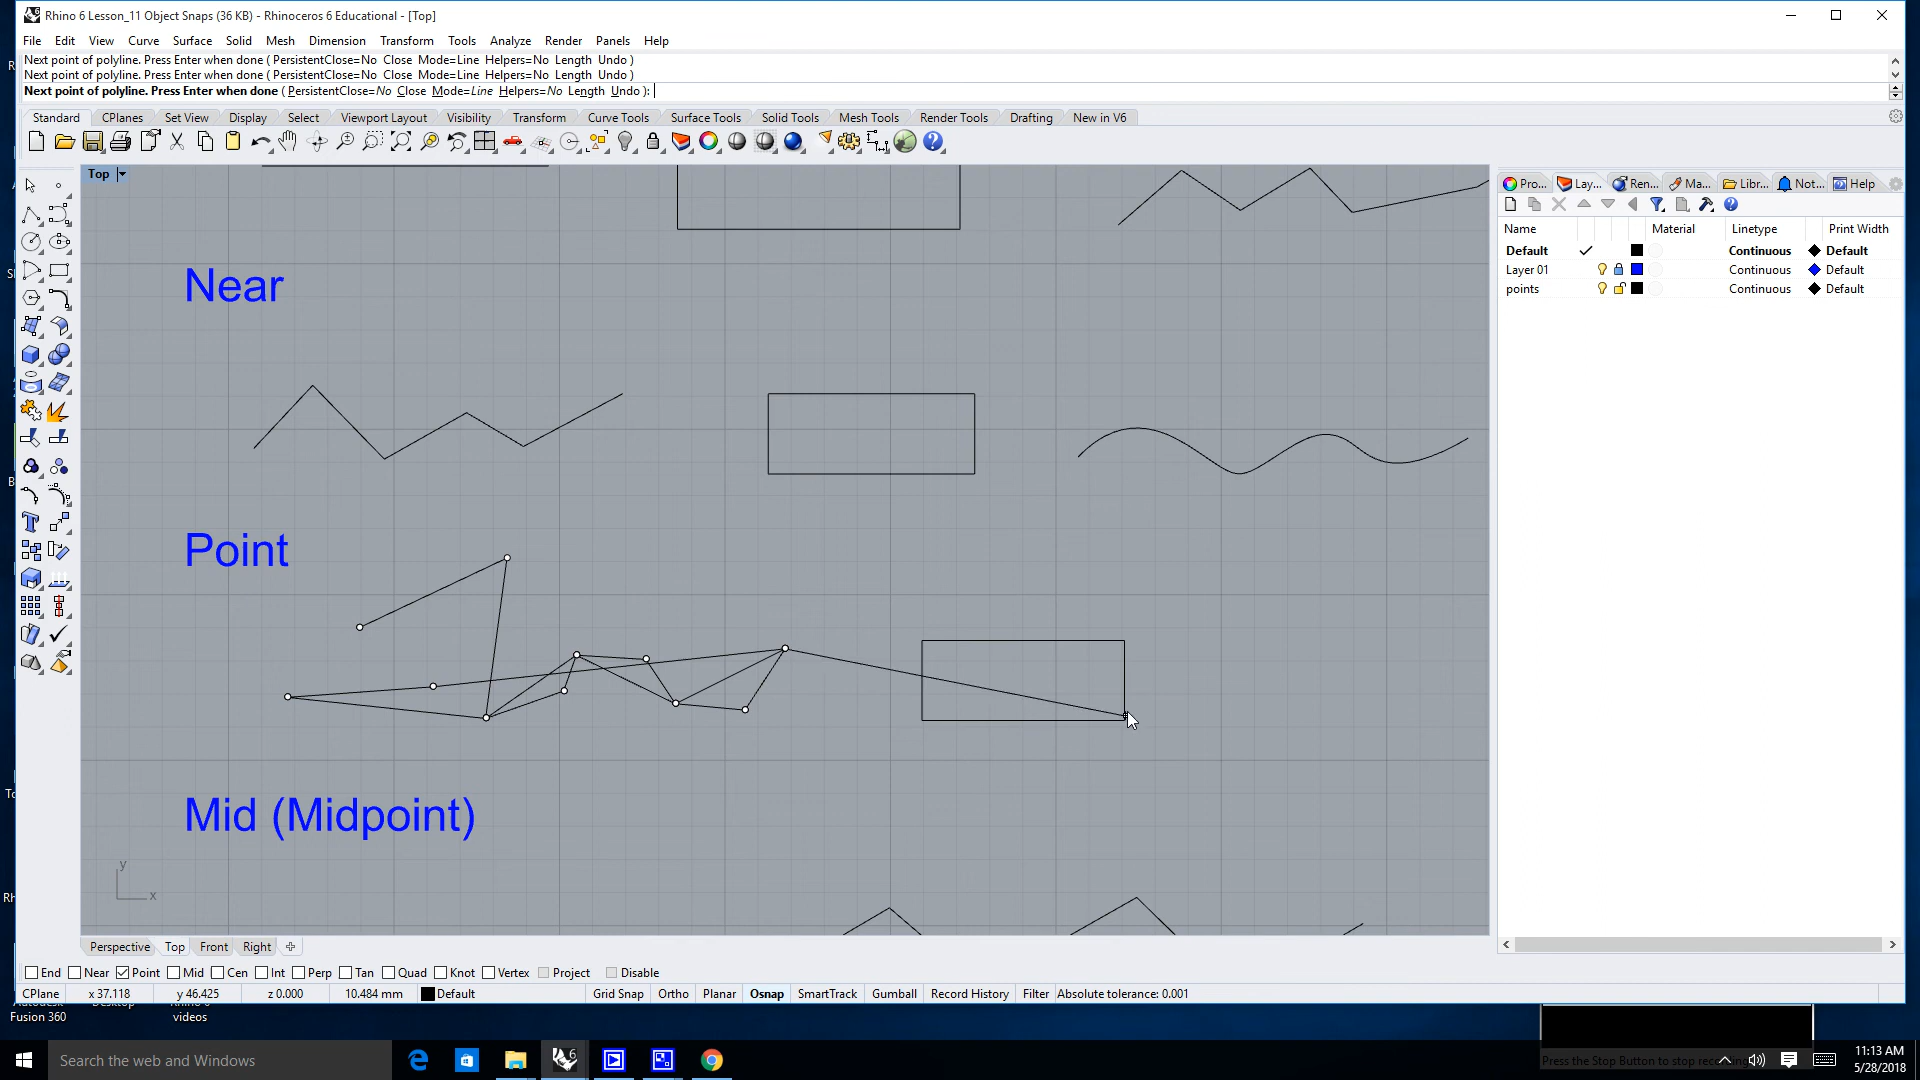 Rhino 6 Lesson_11 Object Snaps (36 KB) - Rhinoceros 6 Educational - [Top]
File Edit View Curve Surface Solid Mesh Dimension Transform Tools Analyze Render Panels Help
Next point of polyline. Press Enter when done ( PersistentClose=No Close Mode=Line Helpers=No Length Undo )
Next point of polyline. Press Enter when done ( PersistentClose=No Close Mode=Line Helpers=No Length Undo )
Next point of polyline. Press Enter when done ( PersistentClose=No Close Mode=Line Helpers=No Length Undo ):
Standard CPlanes Set View Display Select Viewport Layout Visibility Transform Curve Tools Surface Tools Solid Tools Mesh Tools Render Tools Drafting New in V6
Top
Pro... Lay... Ren... Ma... Libr... Not... Help
Name Material Linetype Print Width
Default Continuous Default
Layer 01 Continuous Default
points Continuous Default
Near
Point
Mid (Midpoint)
y
x
Perspective Top Front Right
End Near Point Mid Cen Int Perp Tan Quad Knot Vertex Project Disable
CPlane x 37.118 y 46.425 z 0.000 10.484 mm Default Grid Snap Ortho Planar Osnap SmartTrack Gumball Record History Filter Absolute tolerance: 0.001
Fusion 360 videos
Search the web and Windows
Press the Stop Button to stop
11:13 AM
5/28/2018